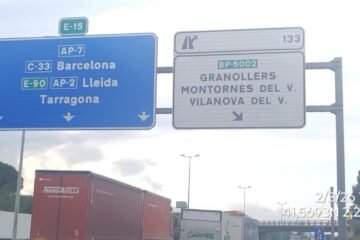 E-15
AP-7
C-33 Barcelona
E-90 AP-2 Lleida
Tarragona
133
BP-5002
GRANOLLERS
MONTORNÈS DEL V.
VILANOVA DEL V.